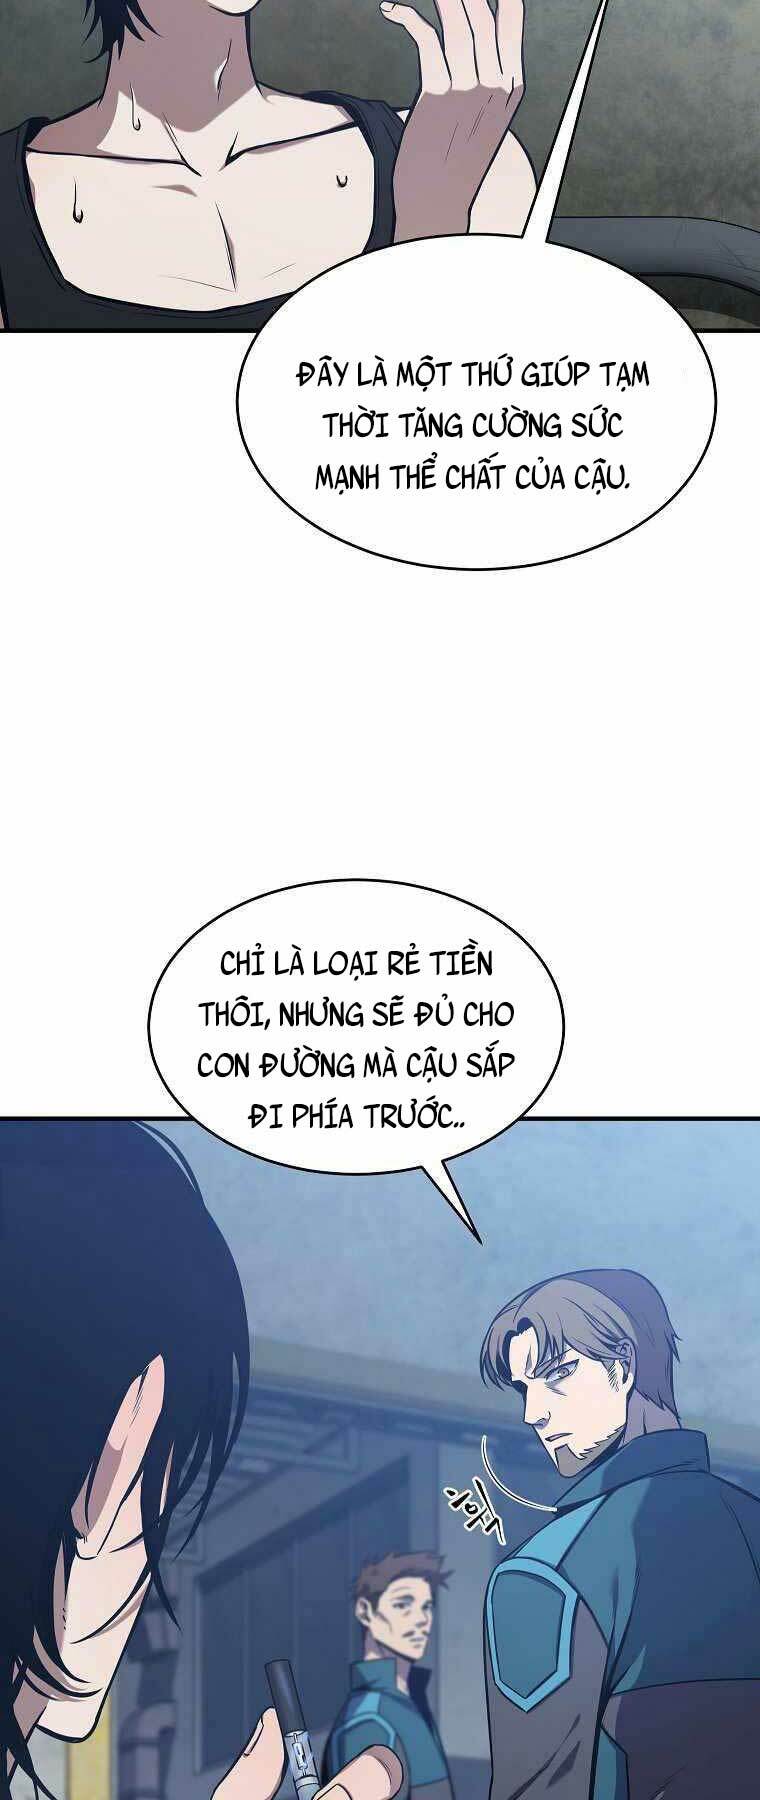 ĐÂY LÀ MỘT THỨ GIÚP TẠM
THỜI TĂNG CƯỜNG SỨC
MẠNH THỂ CHẤT CỦA CẬU.
CHỈ LÀ LOẠI RẺ TIỀN
THÔI, NHƯNG SẼ ĐỦ CHO
CON ĐƯỜNG MÀ CẬU SẮP
ĐI PHÍA TRƯỚC..